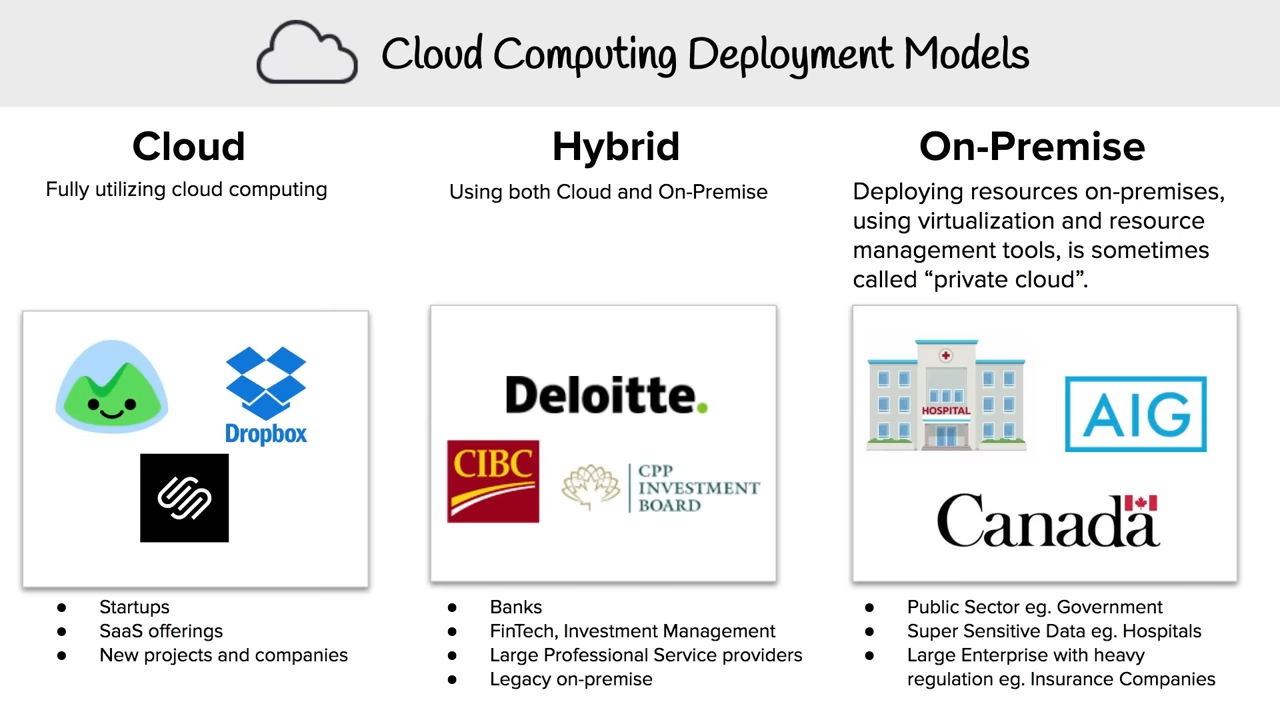 Cloud Computing Deployment Models
Cloud
Fully utilizing cloud computing
Dropbox
● Startups
● SaaS offerings
● New projects and companies
Hybrid
Using both Cloud and On-Premise
Deloitte.
CIBC
CPP
INVESTMENT
BOARD
● Banks
● FinTech, Investment Management
● Large Professional Service providers
● Legacy on-premise
On-Premise
Deploying resources on-premises,
using virtualization and resource
management tools, is sometimes
called “private cloud”.
HOSPITAL
AIG
Canada
● Public Sector eg. Government
● Super Sensitive Data eg. Hospitals
● Large Enterprise with heavy
regulation eg. Insurance Companies